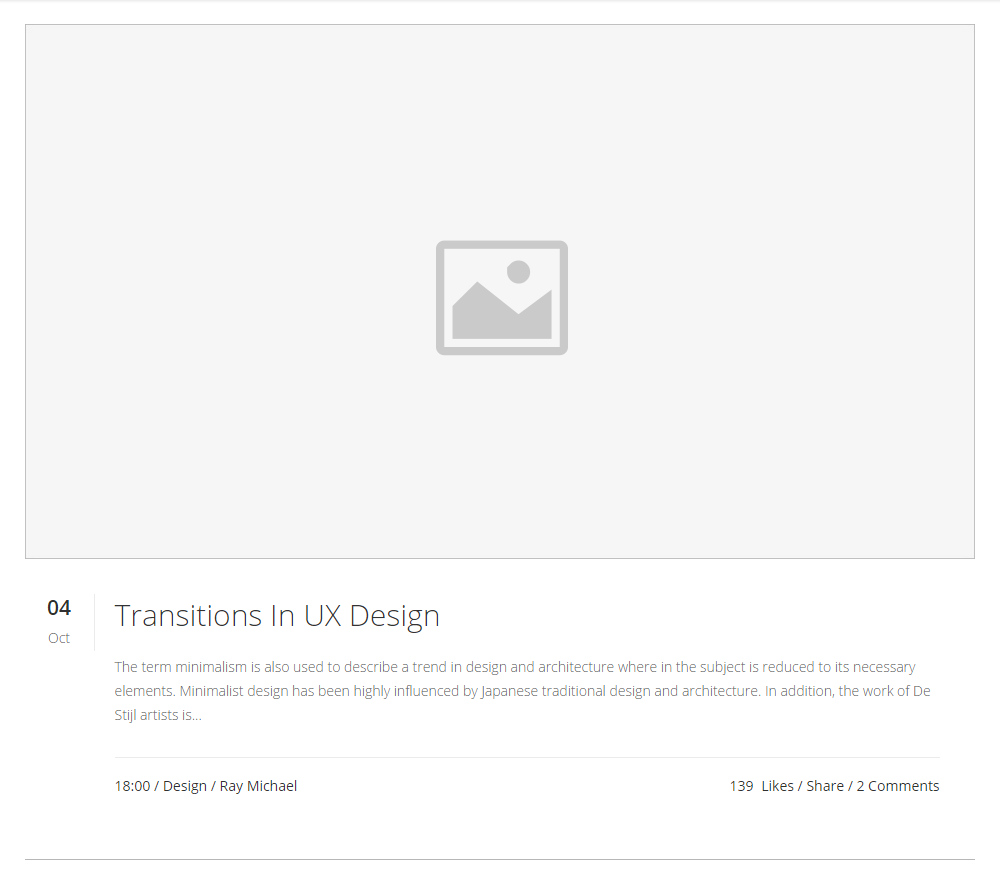 04
Oct
Transitions In UX Design
The term minimalism is also used to describe a trend in design and architecture where in the subject is reduced to its necessary
elements. Minimalist design has been highly influenced by Japanese traditional design and architecture. In addition, the work of De
Stijl artists is...
18:00 / Design / Ray Michael
139 Likes / Share / 2 Comments